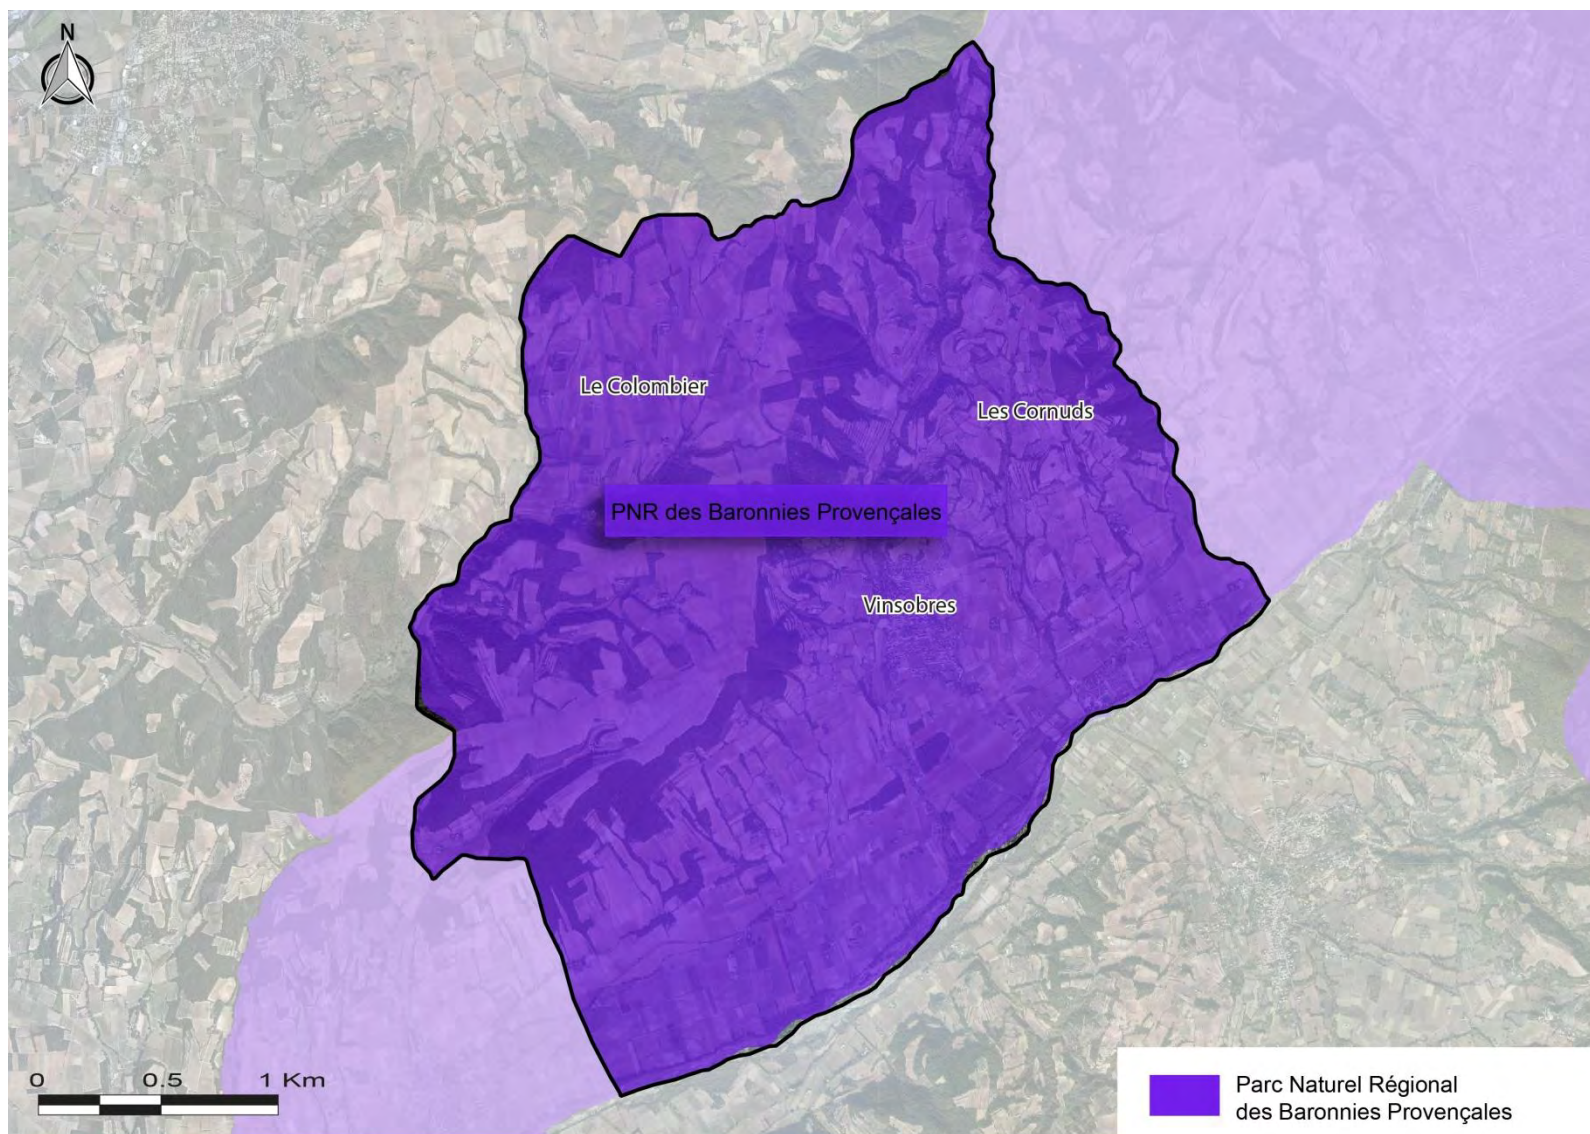 N
Le Colombier
Les Cornuds
PNR des Baronnies Provençales
Vinsobres
0 0.5 1 Km
Parc Naturel Régional
des Baronnies Provençales